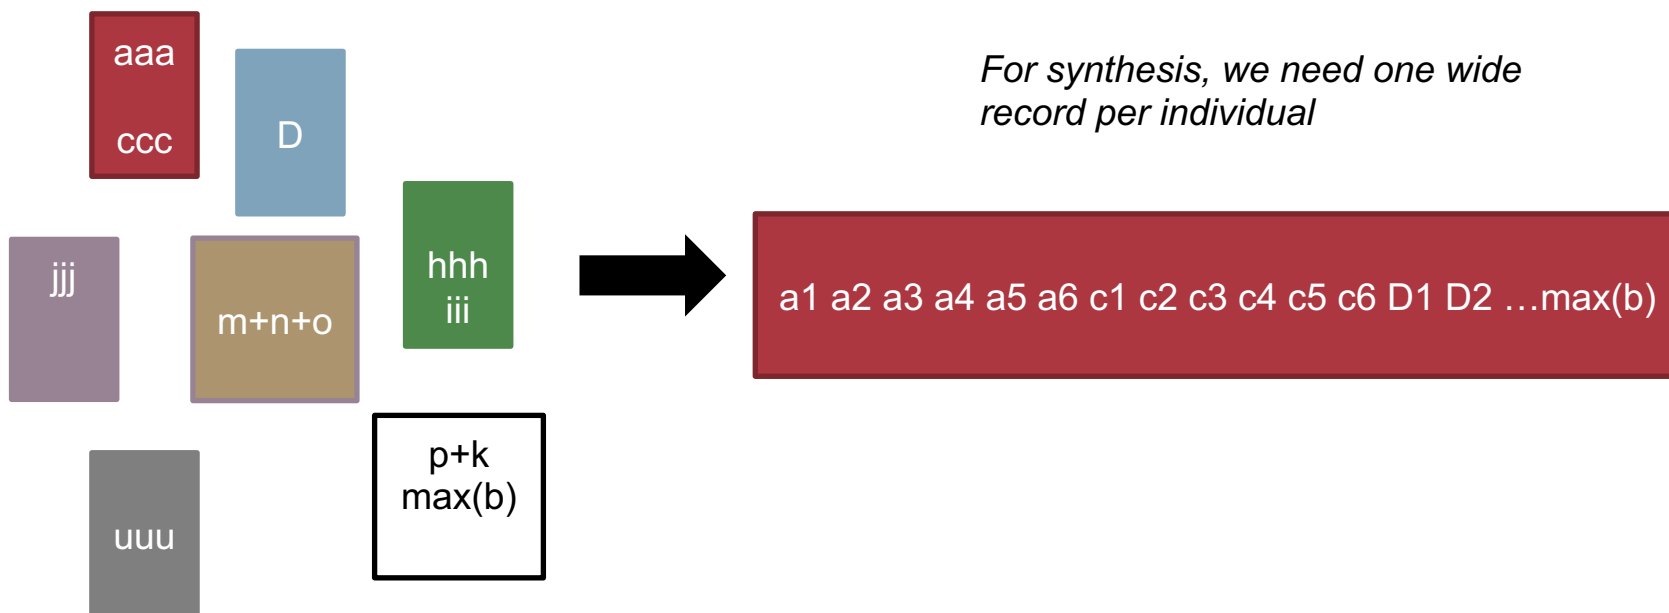 aaa
ccc
D
For synthesis, we need one wide
record per individual
jjj
m+n+o
hhh
iii
a1 a2 a3 a4 a5 a6 c1 c2 c3 c4 c5 c6 D1 D2 …max(b)
p+k
max(b)
uuu